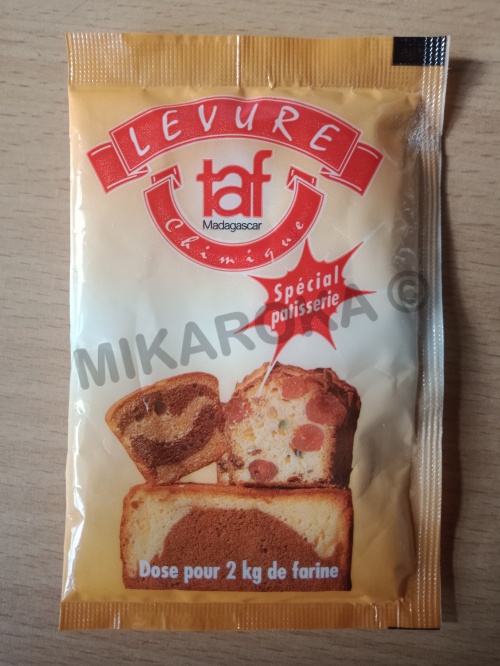 LEVURE
taf
Madagascar
Chimique
Spécial
patisserie
MIKAROKA ©
Dose pour 2 kg de farine